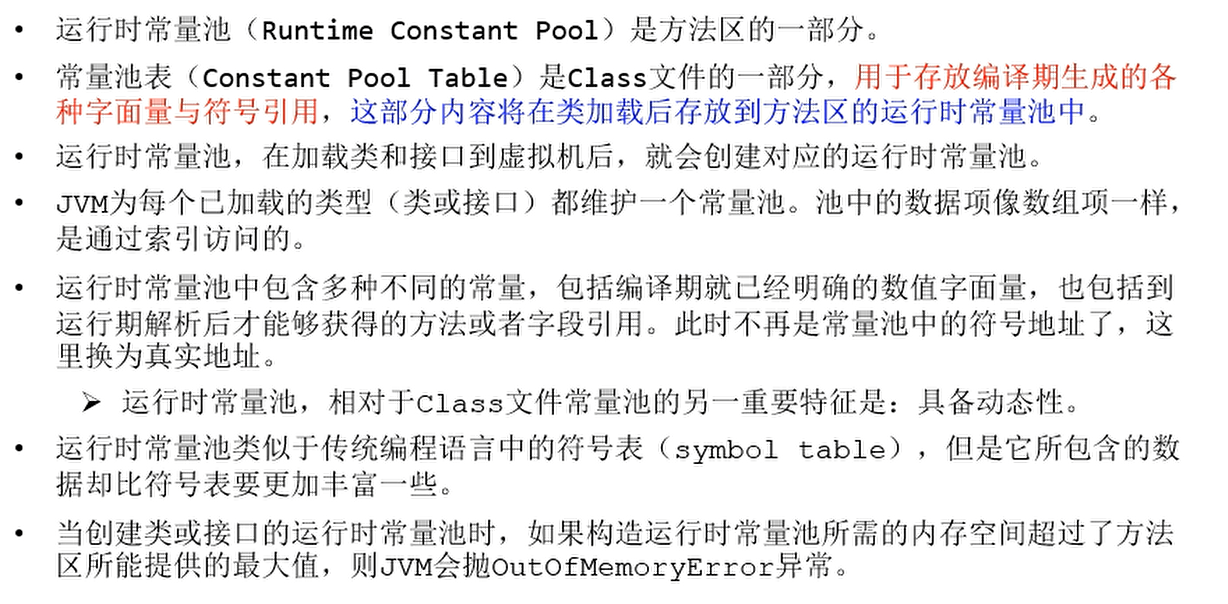 • 运行时常量池（Runtime Constant Pool）是方法区的一部分。
• 常量池表（Constant Pool Table）是Class文件的一部分，用于存放编译期生成的各
种字面量与符号引用，这部分内容将在类加载后存放到方法区的运行时常量池中。
• 运行时常量池，在加载类和接口到虚拟机后，就会创建对应的运行时常量池。
• JVM为每个已加载的类型（类或接口）都维护一个常量池。池中的数据项像数组项一样，
是通过索引访问的。
• 运行时常量池中包含多种不同的常量，包括编译期就已经明确的数值字面量，也包括到
运行期解析后才能够获得的方法或者字段引用。此时不再是常量池中的符号地址了，这
里换为真实地址。
➢ 运行时常量池，相对于Class文件常量池的另一重要特征是：具备动态性。
• 运行时常量池类似于传统编程语言中的符号表（symbol table），但是它所包含的数
据却比符号表要更加丰富一些。
• 当创建类或接口的运行时常量池时，如果构造运行时常量池所需的内存空间超过了方法
区所能提供的最大值，则JVM会抛OutOfMemoryError异常。